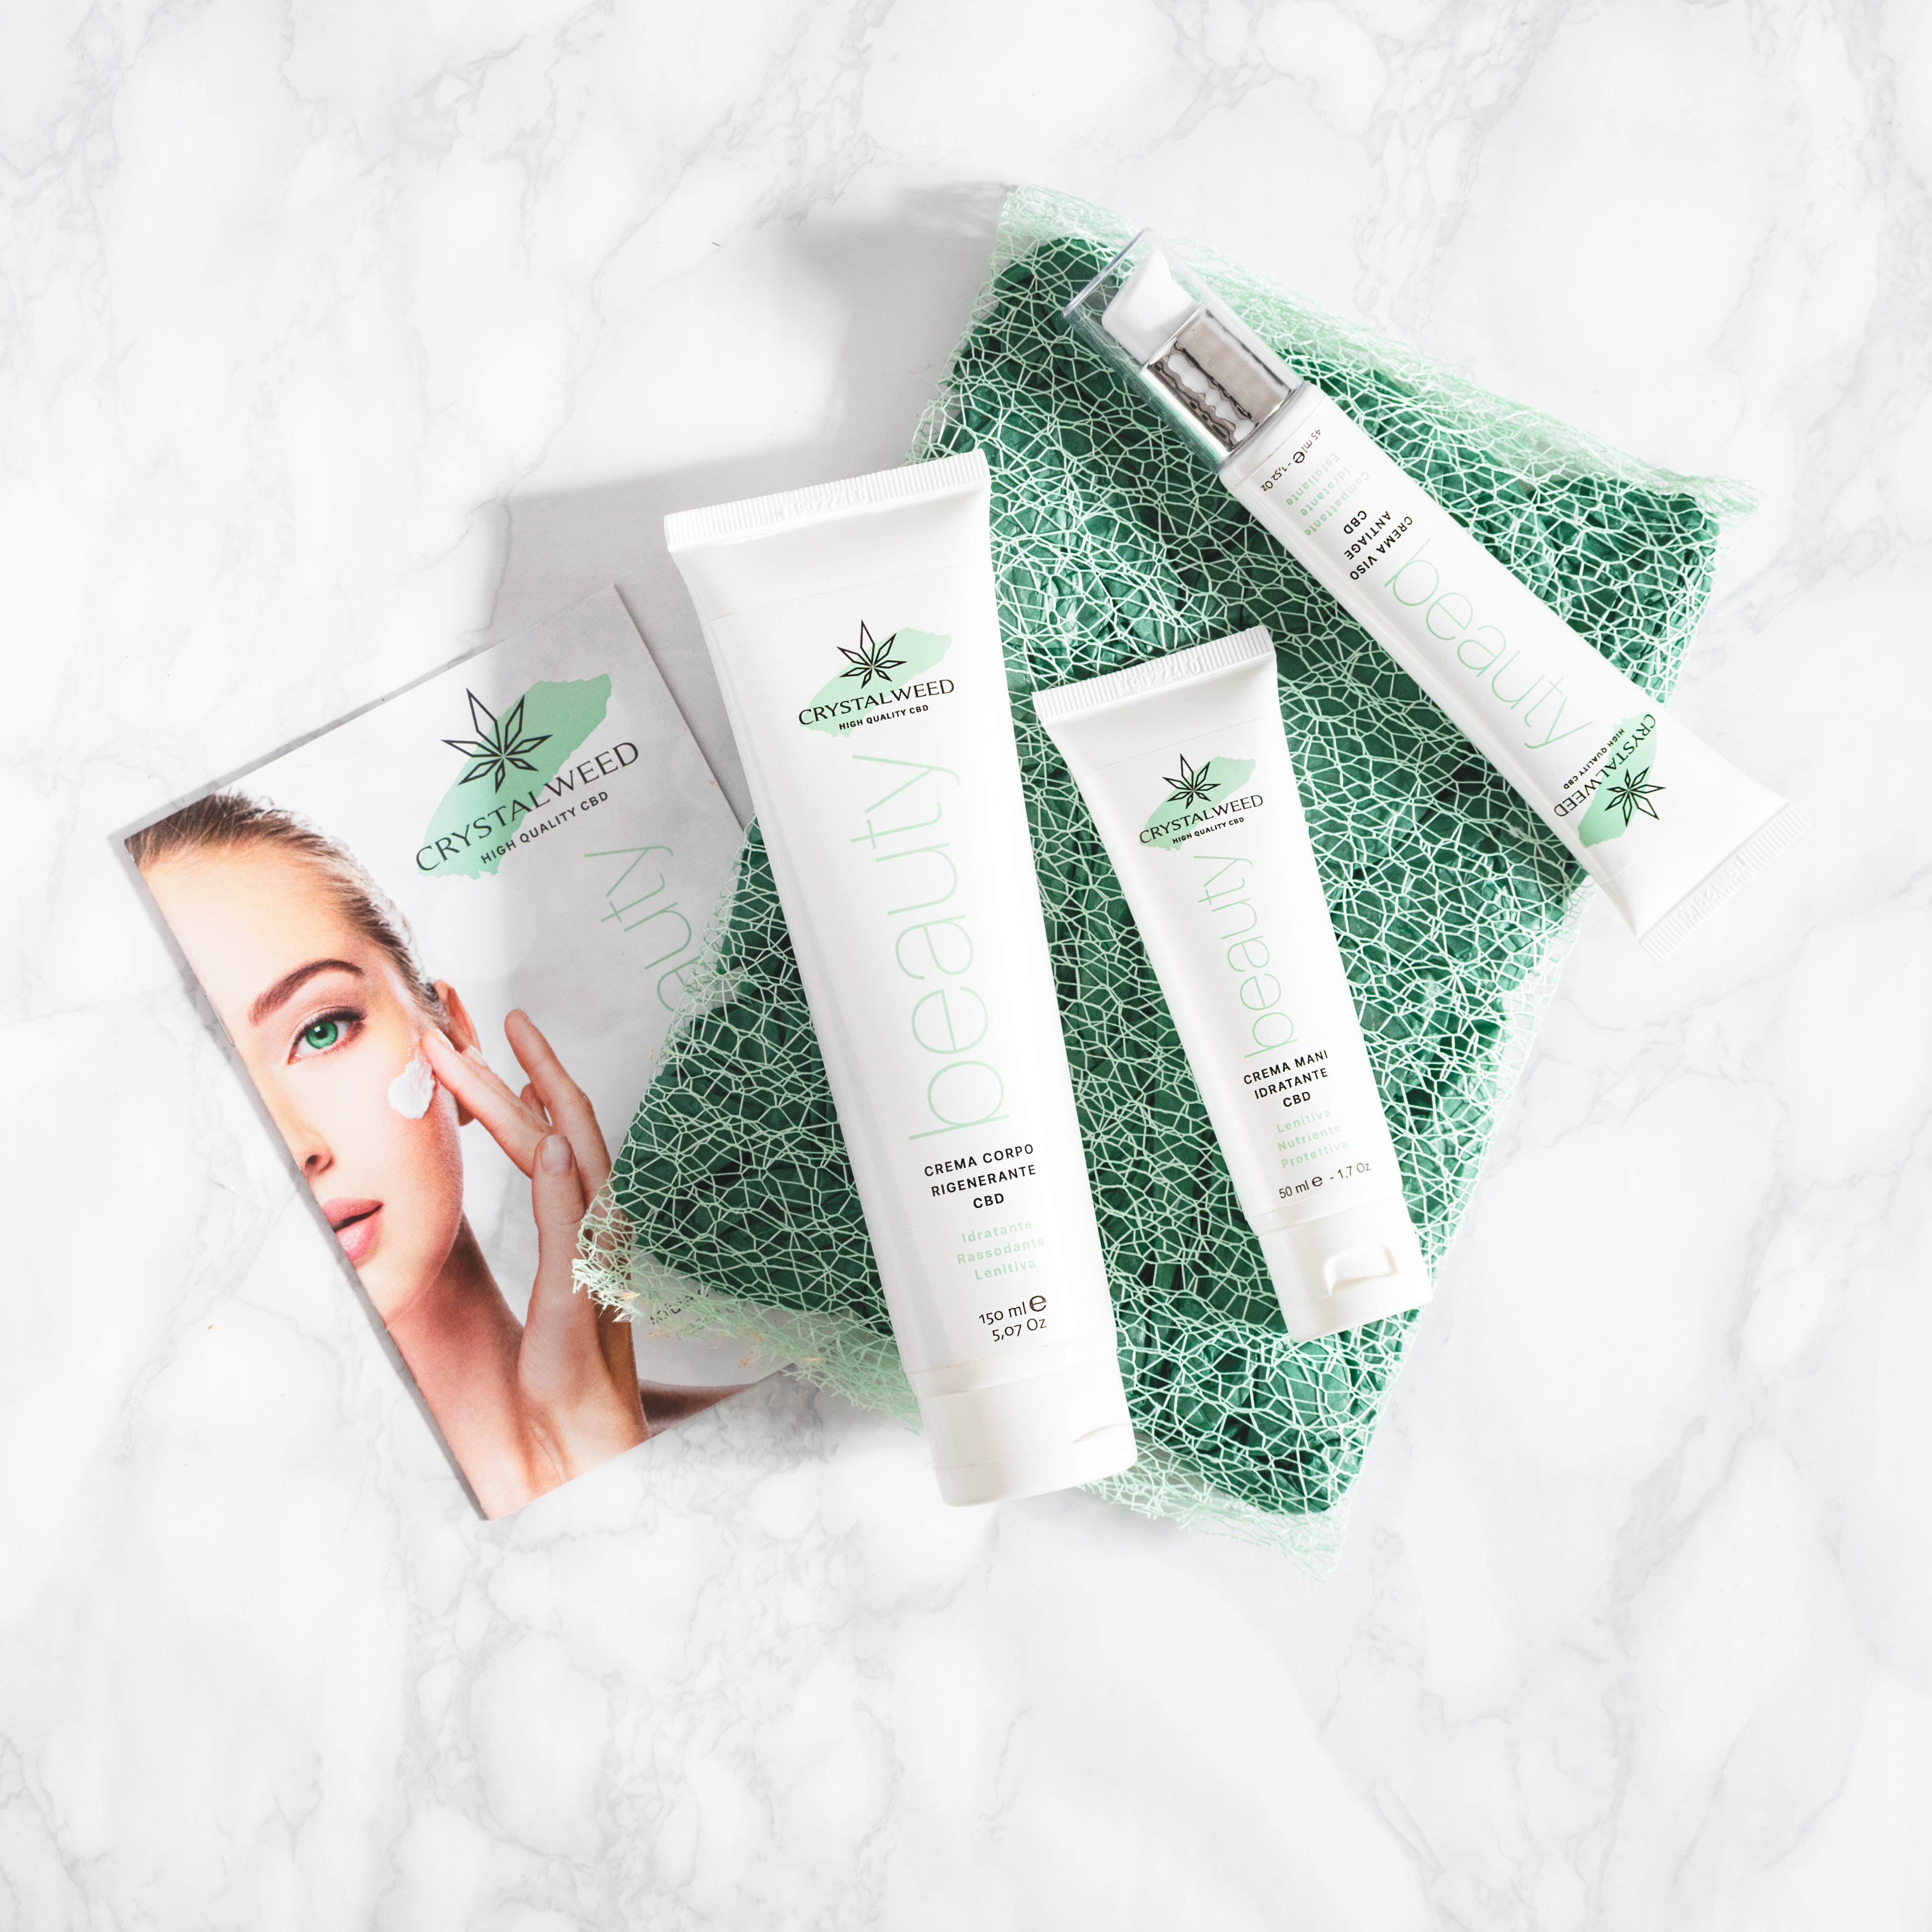 CRYSTALWEED
HIGH QUALITY CBD
CRYSTALWEED
HIGH QUALITY CBD
beauty
CREMA CORPO
RIGENERANTE
CBD
Idratante
Rassodante
Lenitiva
150 ml ℮
5,07 Oz
CRYSTALWEED
HIGH QUALITY CBD
beauty
CREMA MANI
IDRATANTE
CBD
Lenitiva
Nutriente
Protettiva
50 ml ℮ - 1,7 Oz
CRYSTALWEED
HIGH QUALITY CBD
beauty
CREMA VISO
ANTIAGE
CBD
Compattante
Idratante
Esfoliante
45 ml ℮ - 1,52 Oz